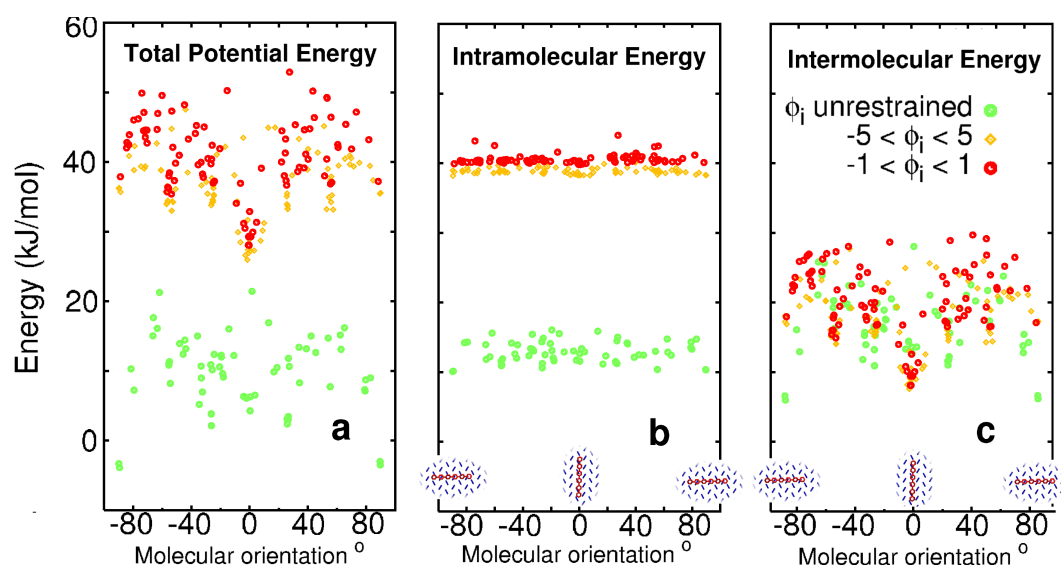 Energy (kJ/mol)
60
40
20
0
Total Potential Energy
a
-80 -40 0 40 80
Molecular orientation °
Intramolecular Energy
b
-80 -40 0 40 80
Molecular orientation °
Intermolecular Energy
ϕi unrestrained
-5 < ϕi < 5
-1 < ϕi < 1
c
-80 -40 0 40 80
Molecular orientation °